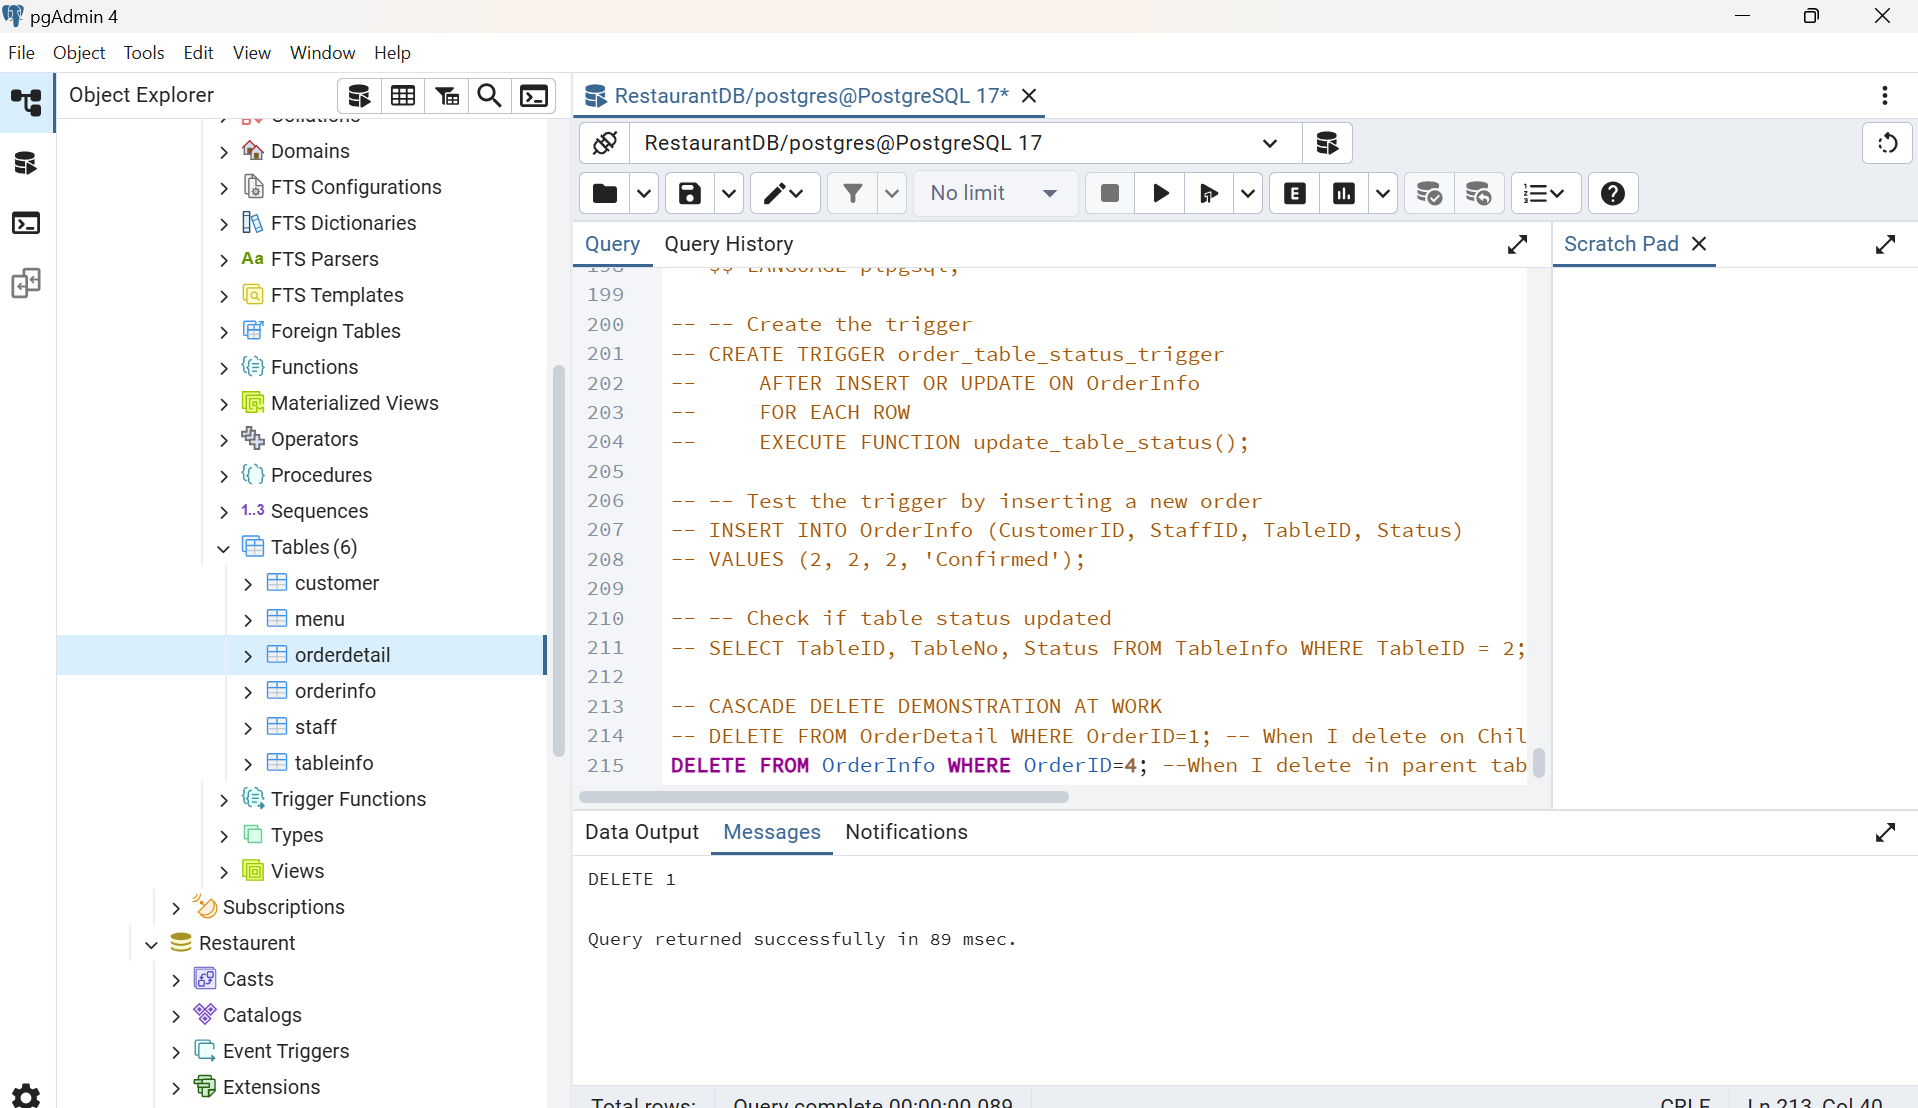 pgAdmin 4
File Object Tools Edit View Window Help
Object Explorer
Collations
Domains
FTS Configurations
FTS Dictionaries
Aa FTS Parsers
FTS Templates
Foreign Tables
Functions
Materialized Views
Operators
Procedures
1..3 Sequences
Tables (6)
customer
menu
orderdetail
orderinfo
staff
tableinfo
Trigger Functions
Types
Views
Subscriptions
Restaurent
Casts
Catalogs
Event Triggers
Extensions
RestaurantDB/postgres@PostgreSQL 17*
RestaurantDB/postgres@PostgreSQL 17
No limit
E
Query Query History
Scratch Pad
198 $$ LANGUAGE plpgsql;
199
200 -- -- Create the trigger
201 -- CREATE TRIGGER order_table_status_trigger
202 --     AFTER INSERT OR UPDATE ON OrderInfo
203 --     FOR EACH ROW
204 --     EXECUTE FUNCTION update_table_status();
205
206 -- -- Test the trigger by inserting a new order
207 -- INSERT INTO OrderInfo (CustomerID, StaffID, TableID, Status)
208 -- VALUES (2, 2, 2, 'Confirmed');
209
210 -- -- Check if table status updated
211 -- SELECT TableID, TableNo, Status FROM TableInfo WHERE TableID = 2;
212
213 -- CASCADE DELETE DEMONSTRATION AT WORK
214 -- DELETE FROM OrderDetail WHERE OrderID=1; -- When I delete on Chil
215 DELETE FROM OrderInfo WHERE OrderID=4; --When I delete in parent tab
Data Output Messages Notifications
DELETE 1
Query returned successfully in 89 msec.
Total rows: Query complete 00:00:00.089 CRLF Ln 213, Col 40